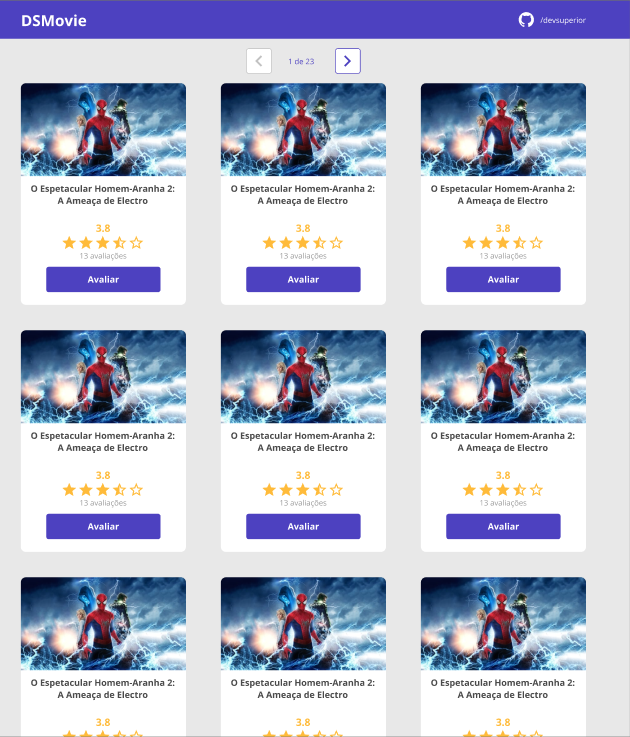 DSMovie
/devsuperior
1 de 23
O Espetacular Homem-Aranha 2:
A Ameaça de Electro
3.8
13 avaliações
Avaliar
O Espetacular Homem-Aranha 2:
A Ameaça de Electro
3.8
13 avaliações
Avaliar
O Espetacular Homem-Aranha 2:
A Ameaça de Electro
3.8
13 avaliações
Avaliar
O Espetacular Homem-Aranha 2:
A Ameaça de Electro
3.8
13 avaliações
Avaliar
O Espetacular Homem-Aranha 2:
A Ameaça de Electro
3.8
13 avaliações
Avaliar
O Espetacular Homem-Aranha 2:
A Ameaça de Electro
3.8
13 avaliações
Avaliar
O Espetacular Homem-Aranha 2:
A Ameaça de Electro
3.8
O Espetacular Homem-Aranha 2:
A Ameaça de Electro
3.8
O Espetacular Homem-Aranha 2:
A Ameaça de Electro
3.8